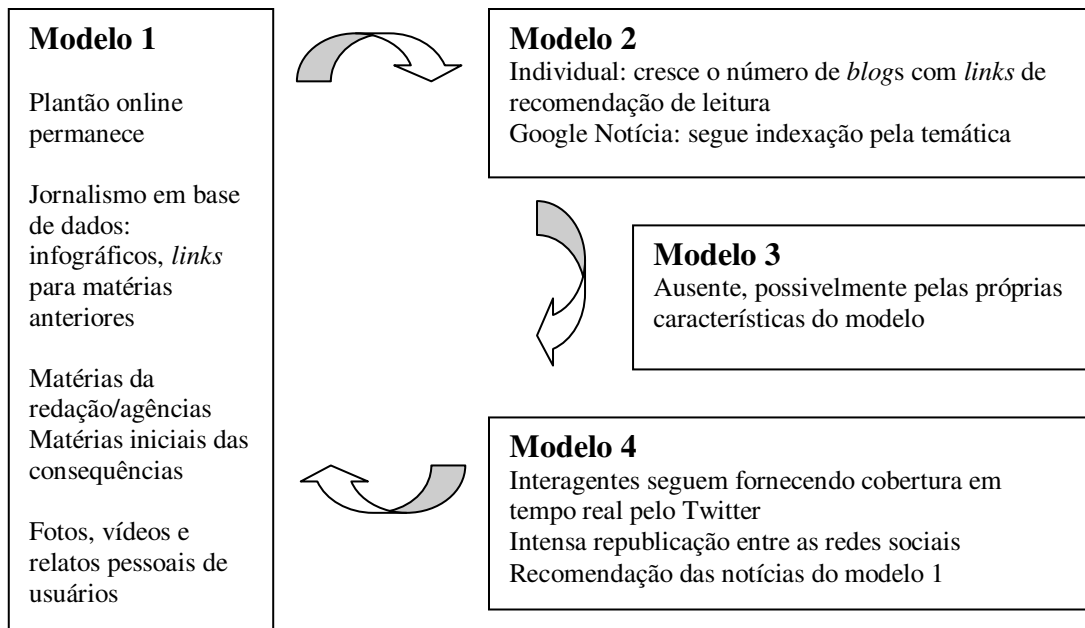 Modelo 1
Plantão online
permanece
Jornalismo em base
de dados:
infográficos, links
para matérias
anteriores
Matérias da
redação/agências
Matérias iniciais das
consequências
Fotos, vídeos e
relatos pessoais de
usuários
Modelo 2
Individual: cresce o número de blogs com links de
recomendação de leitura
Google Notícia: segue indexação pela temática
Modelo 3
Ausente, possivelmente pelas próprias
características do modelo
Modelo 4
Interagentes seguem fornecendo cobertura em
tempo real pelo Twitter
Intensa republicação entre as redes sociais
Recomendação das notícias do modelo 1